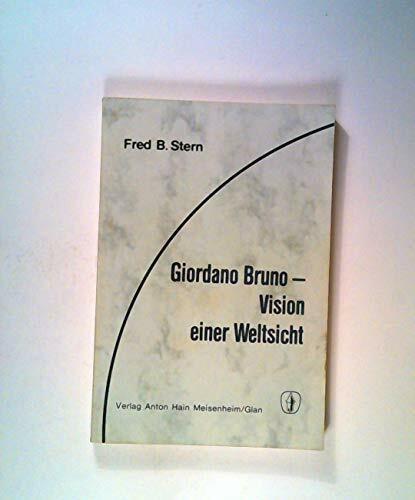 Fred B. Stern
Giordano Bruno –
Vision
einer Weltsicht
Verlag Anton Hain Meisenheim/Glan